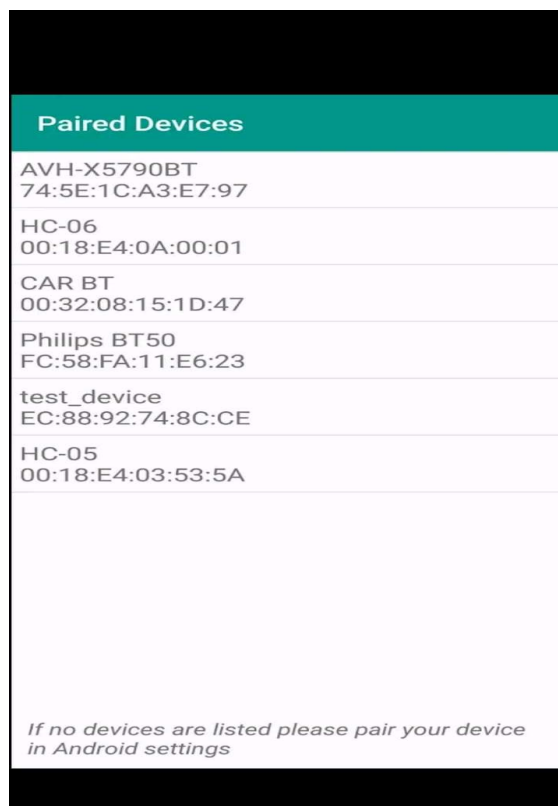 Paired Devices
AVH-X5790BT
74:5E:1C:A3:E7:97
HC-06
00:18:E4:0A:00:01
CAR BT
00:32:08:15:1D:47
Philips BT50
FC:58:FA:11:E6:23
test_device
EC:88:92:74:8C:CE
HC-05
00:18:E4:03:53:5A
If no devices are listed please pair your device
in Android settings